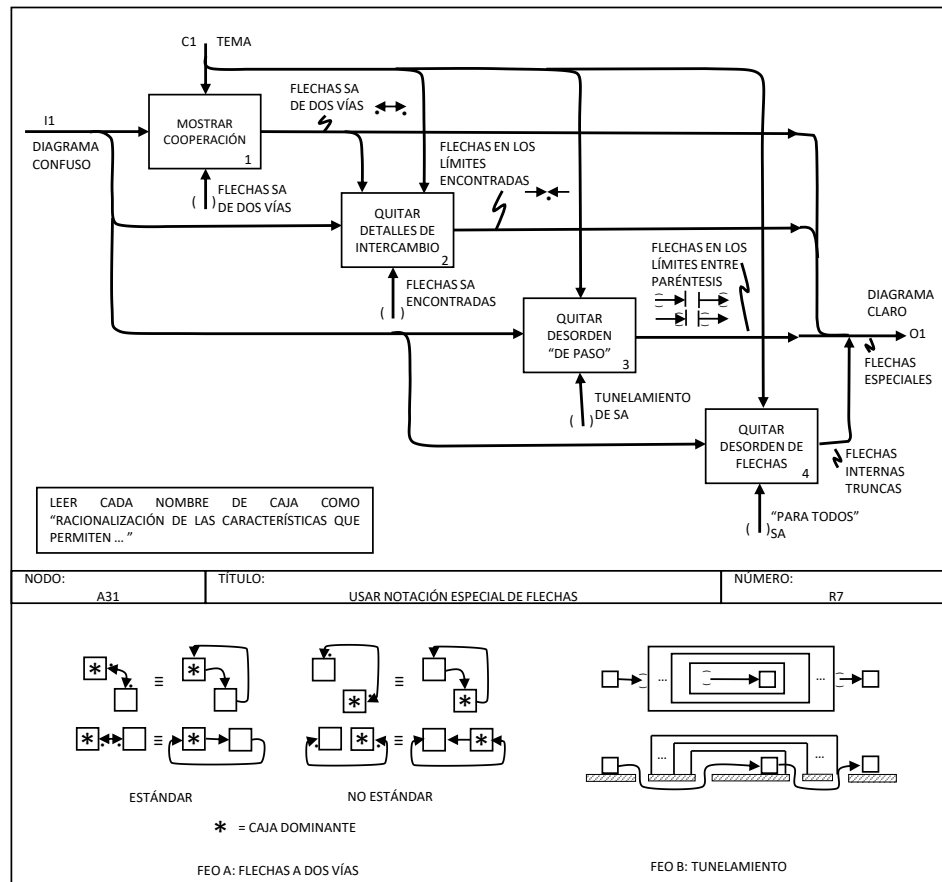 C1 TEMA
FLECHAS SA
DE DOS VÍAS
I1
DIAGRAMA
CONFUSO
MOSTRAR
COOPERACIÓN
1
( ) FLECHAS SA
DE DOS VÍAS
FLECHAS EN LOS
LÍMITES
ENCONTRADAS
QUITAR
DETALLES DE
INTERCAMBIO
2
( ) FLECHAS SA
ENCONTRADAS
FLECHAS EN LOS
LÍMITES ENTRE
PARÉNTESIS
QUITAR
DESORDEN
“DE PASO”
3
DIAGRAMA
CLARO
O1
FLECHAS
ESPECIALES
( ) TUNELAMIENTO
DE SA
QUITAR
DESORDEN DE
FLECHAS
4
FLECHAS
INTERNAS
TRUNCAS
( ) “PARA TODOS”
SA
LEER CADA NOMBRE DE CAJA COMO
“RACIONALIZACIÓN DE LAS CARACTERÍSTICAS QUE
PERMITEN … ”
NODO: TÍTULO: NÚMERO:
A31 USAR NOTACIÓN ESPECIAL DE FLECHAS R7
* ≡ * ≡ *
* ≡ * * ≡ *
... ...
... ...
ESTÁNDAR NO ESTÁNDAR
* = CAJA DOMINANTE
FEO A: FLECHAS A DOS VÍAS FEO B: TUNELAMIENTO